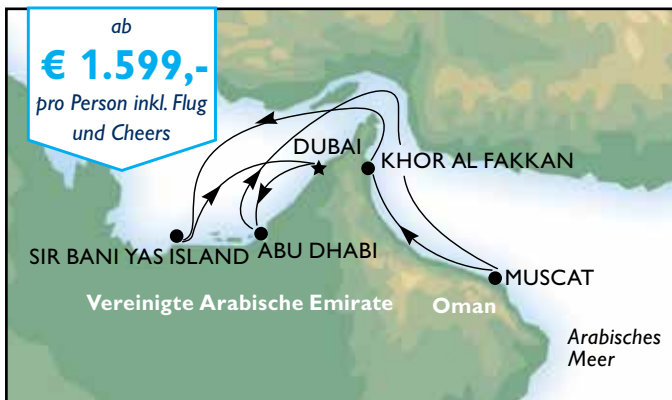 ab
€ 1.599,-
pro Person inkl. Flug
und Cheers
DUBAI
KHOR AL FAKKAN
SIR BANI YAS ISLAND
ABU DHABI
MUSCAT
Vereinigte Arabische Emirate
Oman
Arabisches
Meer